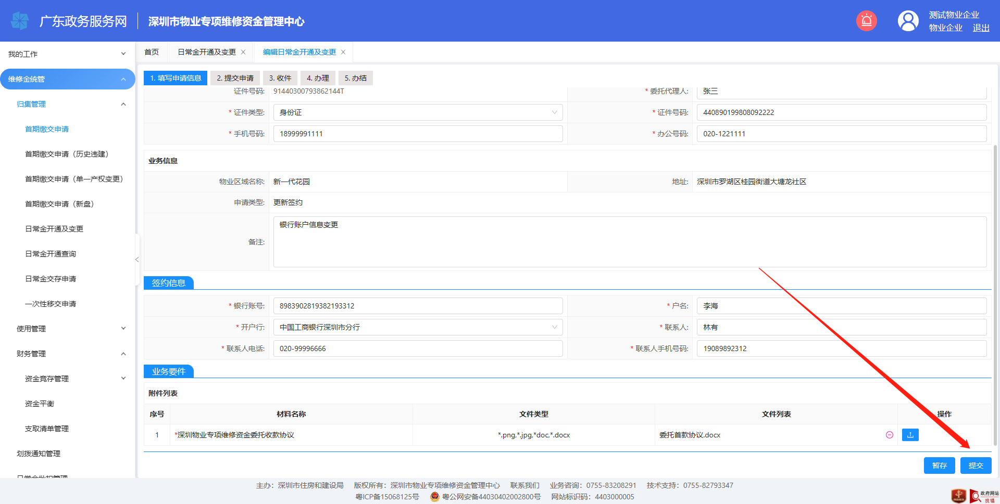 广东政务服务网
深圳市物业专项维修资金管理中心
测试物业企业
物业企业 退出
我的工作
维修金统管
归集管理
首期缴交申请
首期缴交申请（历史违建）
首期缴交申请（单一产权变更）
首期缴交申请（新盘）
日常金开通及变更
日常金开通查询
日常金交存申请
一次性移交申请
使用管理
财务管理
资金竞存管理
资金平衡
支取清单管理
划拨通知管理
日常金批扣管理
首页 日常金开通及变更 编辑日常金开通及变更
1. 填写申请信息 2. 提交申请 3. 收件 4. 办理 5. 办结
证件号码: 91440300793862144T * 委托代理人: 张三
* 证件类型: 身份证 * 证件号码: 440890199808092222
* 手机号码: 18999991111 * 办公号码: 020-1221111
业务信息
物业区域名称: 新一代花园 地址: 深圳市罗湖区桂园街道大塘龙社区
申请类型: 更新签约
备注: 银行账户信息变更
签约信息
* 银行账号: 8983902819382193312 * 户名: 李海
* 开户行: 中国工商银行深圳市分行 * 联系人: 林有
* 联系人电话: 020-99996666 * 联系人手机号码: 19089892312
业务要件
附件列表
序号 材料名称 文件类型 文件列表 操作
1 *深圳物业专项维修资金委托收款协议 *.png,*.jpg,*doc,*.docx 委托首款协议.docx
暂存 提交
主办：深圳市住房和建设局 版权所有：深圳市物业专项维修资金管理中心 联系我们 业务咨询：0755-83208291 技术支持：0755-82793347
粤ICP备15068125号 粤公网安备44030402002800号 网站标识码：4403000005
政府网站
找错